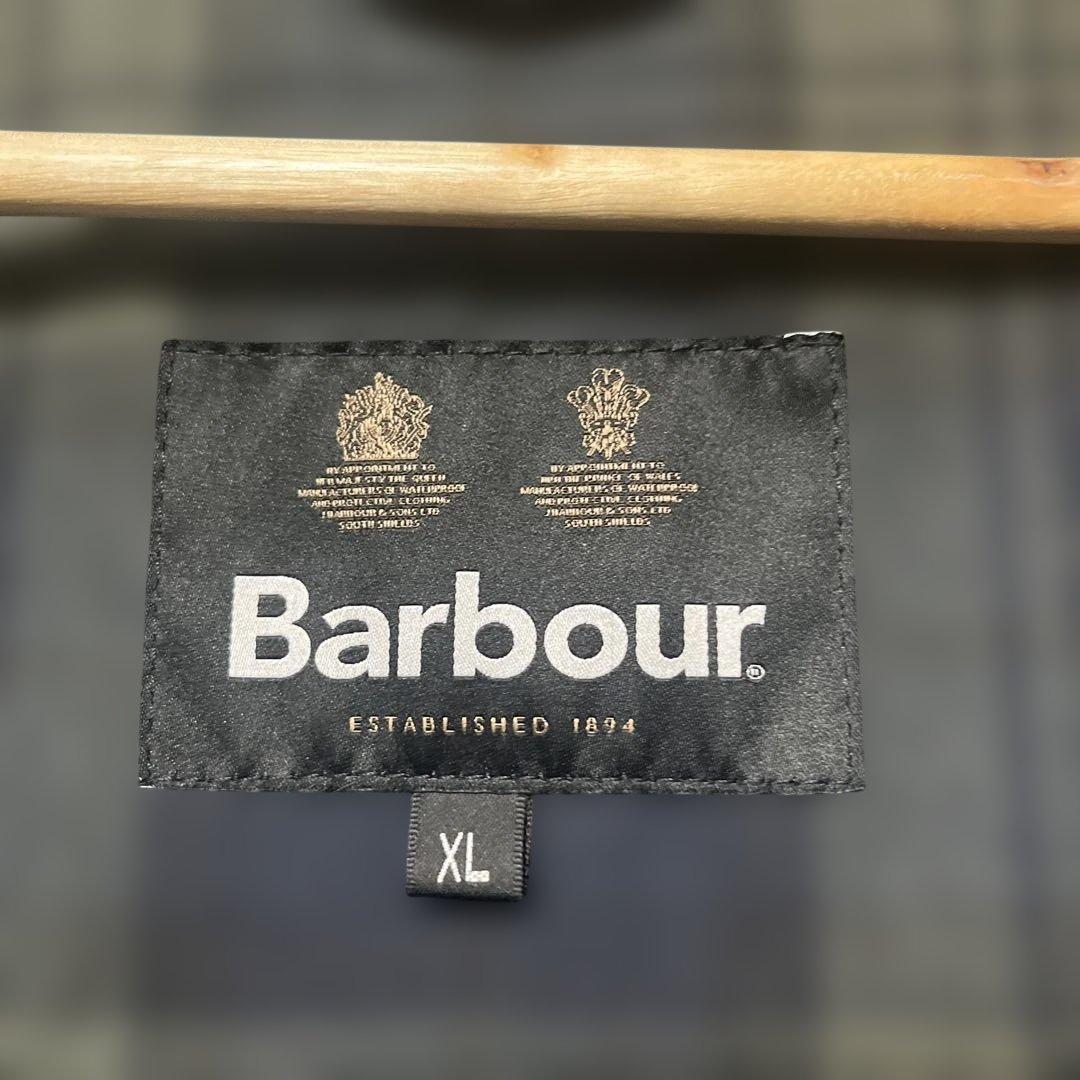 BY APPOINTMENT TO
HER MAJESTY THE QUEEN
MANUFACTURERS OF WATERPROOF
AND PROTECTIVE CLOTHING
J BARBOUR & SONS LTD
SOUTH SHIELDS
BY APPOINTMENT TO
HRH THE PRINCE OF WALES
MANUFACTURERS OF WATERPROOF
AND PROTECTIVE CLOTHING
J BARBOUR & SONS LTD
SOUTH SHIELDS
Barbour®
ESTABLISHED 1894
XL